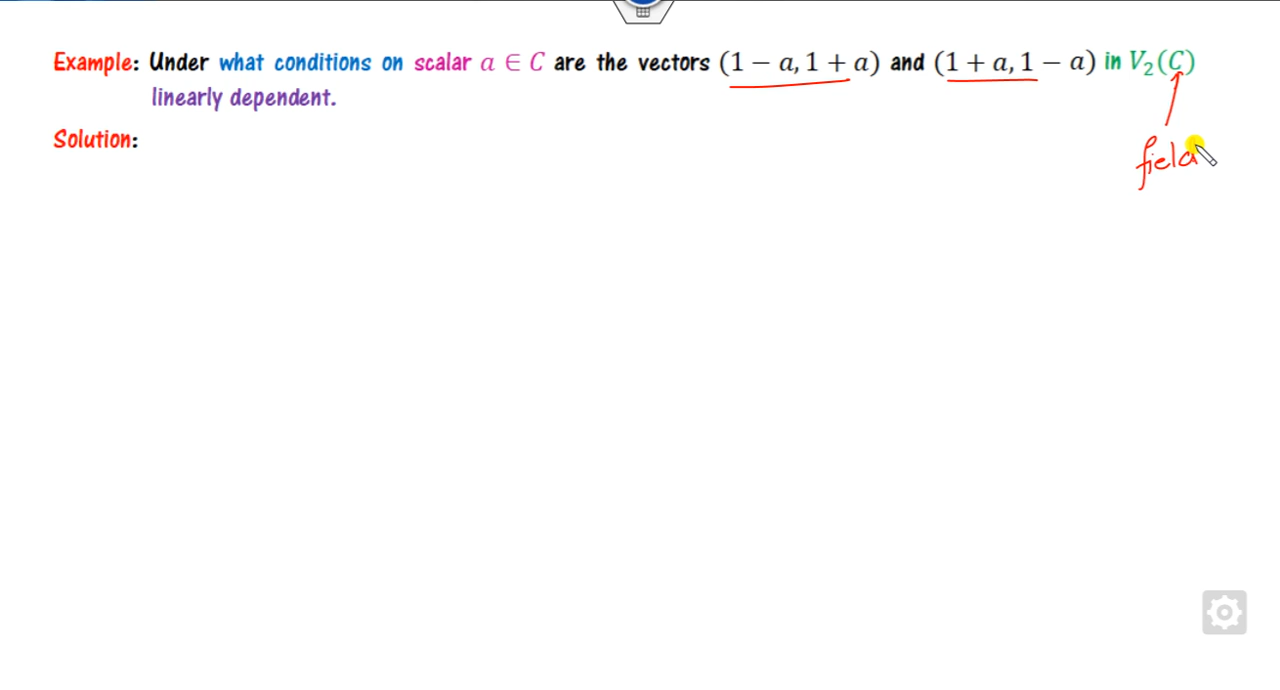 Example: Under what conditions on scalar a ∈ C are the vectors (1 − a, 1 + a) and (1 + a, 1 − a) in V₂(C)
linearly dependent.
Solution:
field